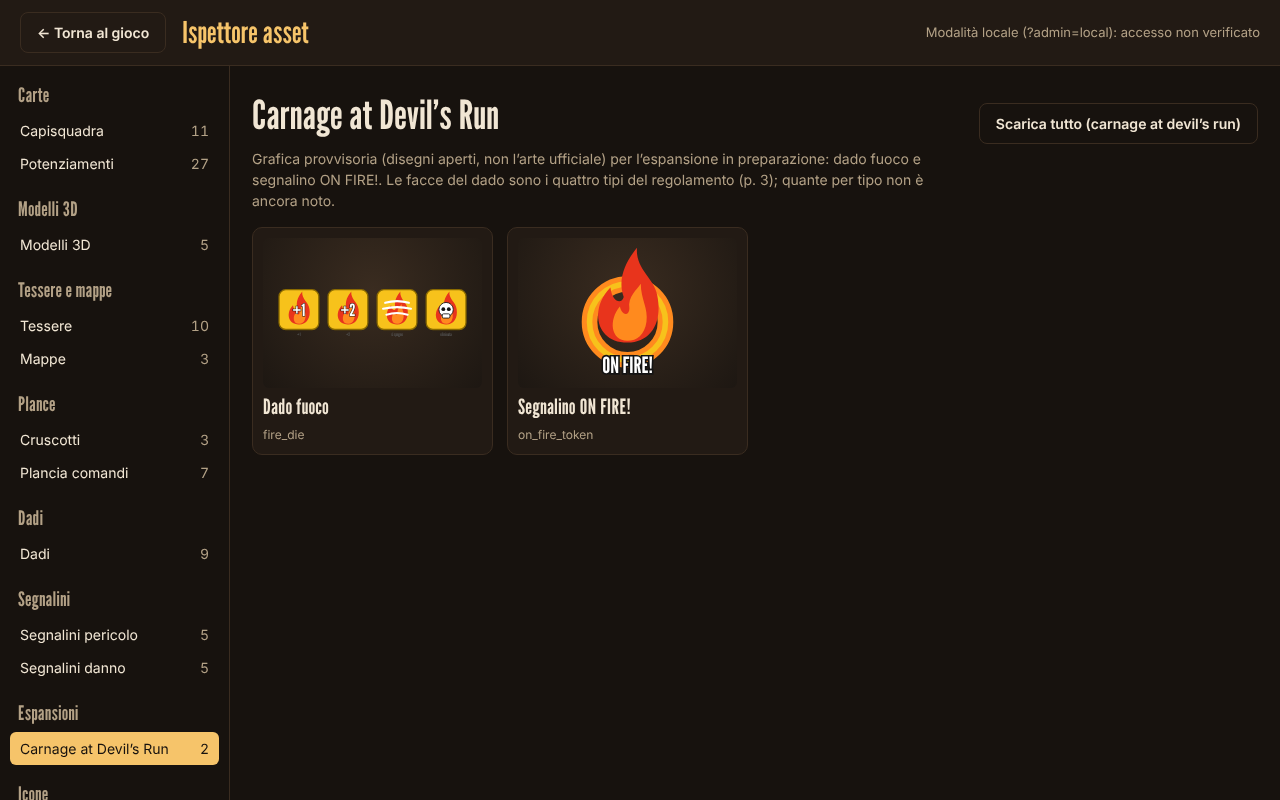 ← Torna al gioco
Ispettore asset
Modalità locale (?admin=local): accesso non verificato
Carte
Capisquadra 11
Potenziamenti 27
Modelli 3D
Modelli 3D 5
Tessere e mappe
Tessere 10
Mappe 3
Plance
Cruscotti 3
Plancia comandi 7
Dadi
Dadi 9
Segnalini
Segnalini pericolo 5
Segnalini danno 5
Espansioni
Carnage at Devil’s Run 2
Icone
Carnage at Devil’s Run
Scarica tutto (carnage at devil’s run)
Grafica provvisoria (disegni aperti, non l’arte ufficiale) per l’espansione in preparazione: dado fuoco e
segnalino ON FIRE!. Le facce del dado sono i quattro tipi del regolamento (p. 3); quante per tipo non è
ancora noto.
+1 +2
Dado fuoco
fire_die
ON FIRE!
Segnalino ON FIRE!
on_fire_token